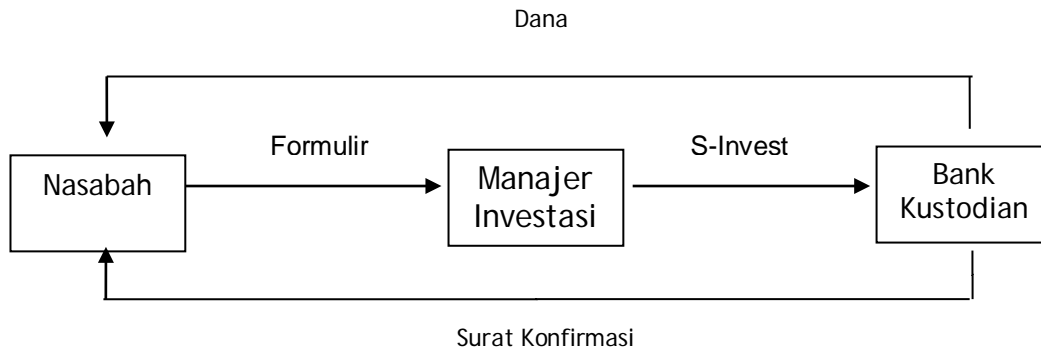 Dana
Formulir
S-Invest
Nasabah
Manajer
Investasi
Bank
Kustodian
Surat Konfirmasi